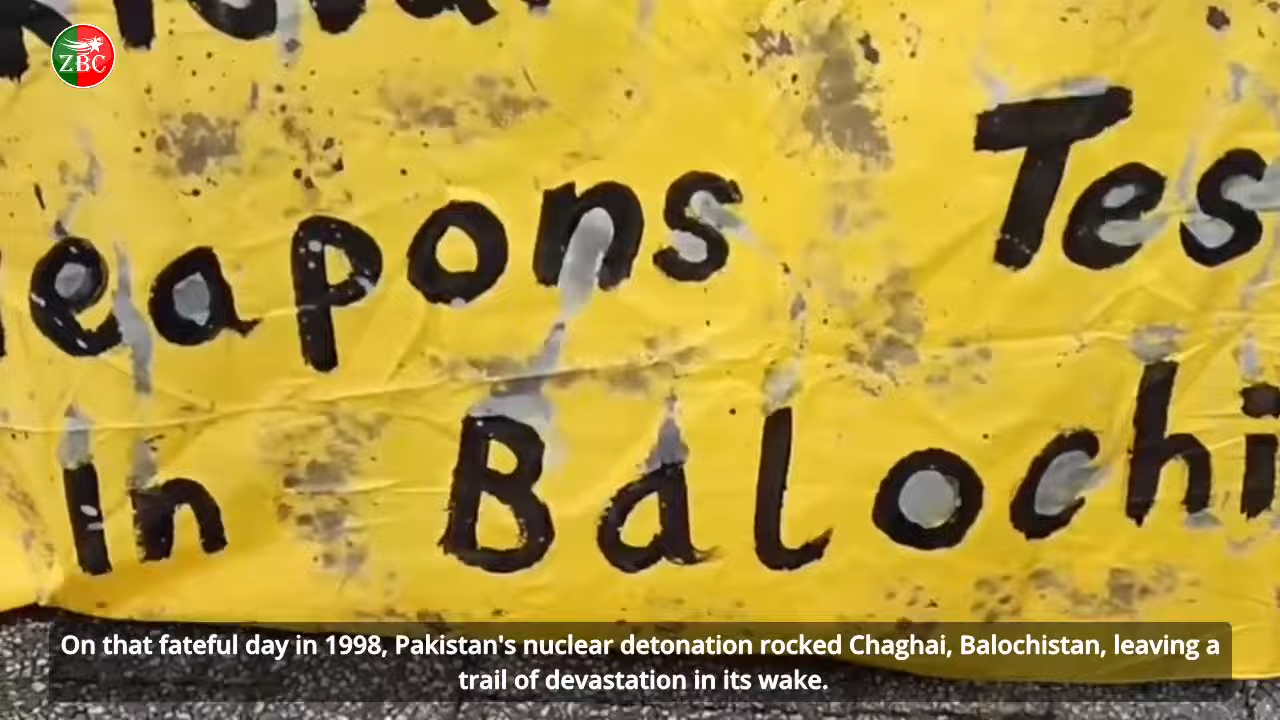 ZBC
eapons Tes
In Balochi
On that fateful day in 1998, Pakistan's nuclear detonation rocked Chaghai, Balochistan, leaving a
trail of devastation in its wake.